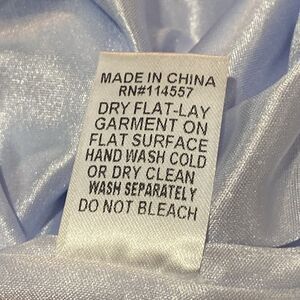 MADE IN CHINA
RN#114557
DRY FLAT-LAY
GARMENT ON
FLAT SURFACE
HAND WASH COLD
OR DRY CLEAN
WASH SEPARATELY
DO NOT BLEACH